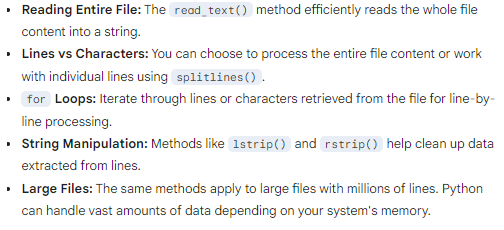 • Reading Entire File: The read_text() method efficiently reads the whole file
content into a string.
• Lines vs Characters: You can choose to process the entire file content or work
with individual lines using splitlines() .
• for Loops: Iterate through lines or characters retrieved from the file for line-by-
line processing.
• String Manipulation: Methods like lstrip() and rstrip() help clean up data
extracted from lines.
• Large Files: The same methods apply to large files with millions of lines. Python
can handle vast amounts of data depending on your system's memory.